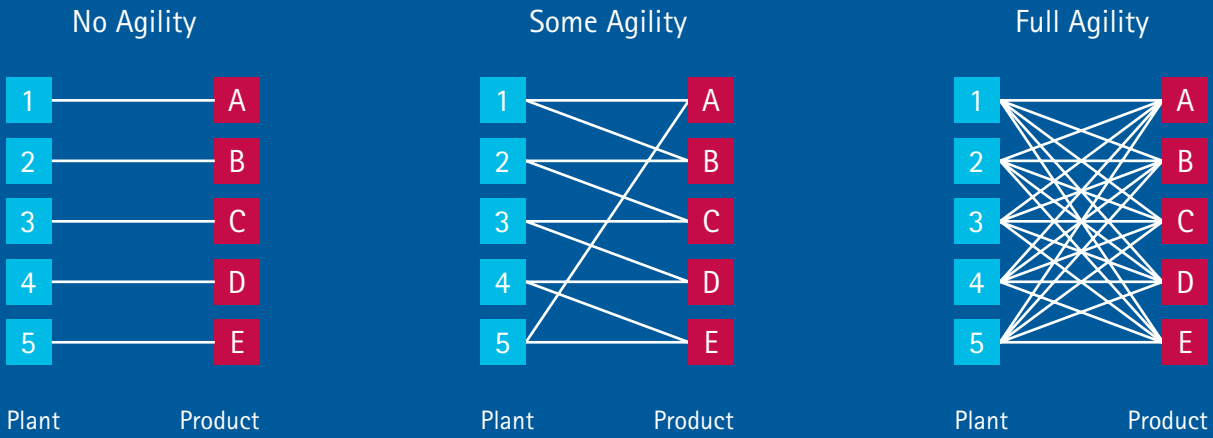 No Agility
Some Agility
Full Agility
1 A
2 B
3 C
4 D
5 E
Plant Product
1 A
2 B
3 C
4 D
5 E
Plant Product
1 A
2 B
3 C
4 D
5 E
Plant Product